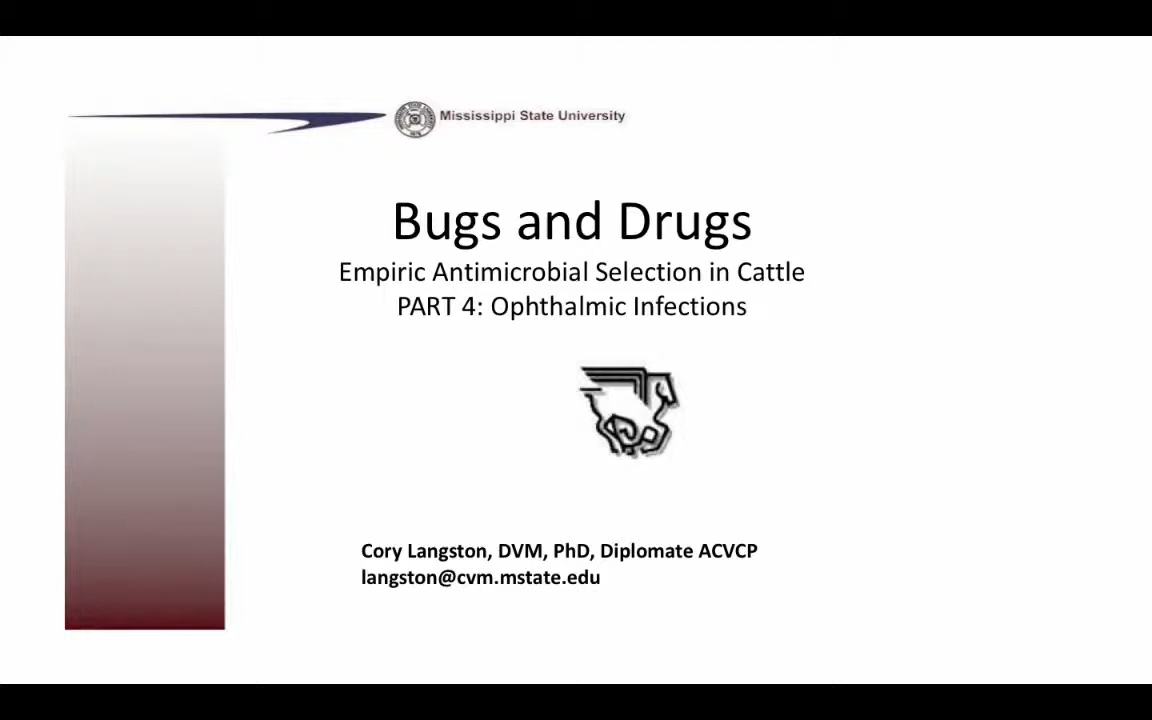 Mississippi State University
Bugs and Drugs
Empiric Antimicrobial Selection in Cattle
PART 4: Ophthalmic Infections
Cory Langston, DVM, PhD, Diplomate ACVCP
langston@cvm.mstate.edu